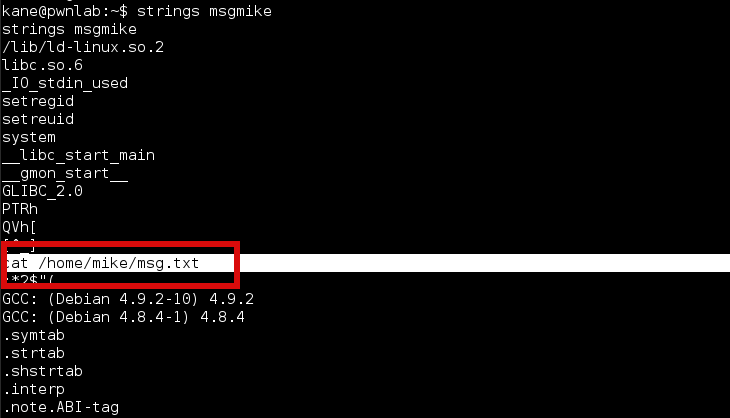 kane@pwnlab:~$ strings msgmike
strings msgmike
/lib/ld-linux.so.2
libc.so.6
_IO_stdin_used
setregid
setreuid
system
__libc_start_main
__gmon_start__
GLIBC_2.0
PTRh
QVh[
[^_]
cat /home/mike/msg.txt
;*2$"(
GCC: (Debian 4.9.2-10) 4.9.2
GCC: (Debian 4.8.4-1) 4.8.4
.symtab
.strtab
.shstrtab
.interp
.note.ABI-tag